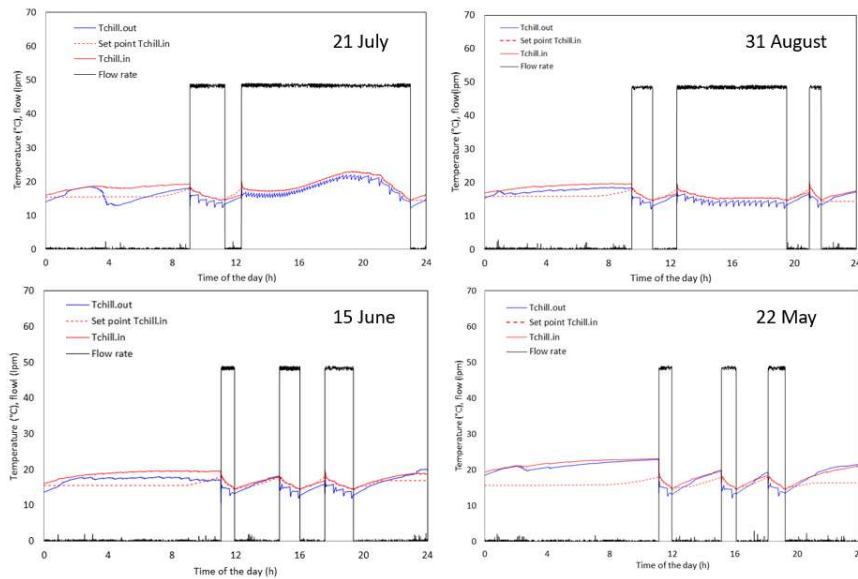 21 July
Tchill.out
Set point Tchill.in
Tchill.in
Flow rate
Temperature (°C), flow (lpm)
70
60
50
40
30
20
10
0
0 4 8 12 16 20 24
Time of the day (h)
31 August
Tchill.out
Set point Tchill.in
Tchill.in
Flow rate
Temperature (°C), flow(lpm)
70
60
50
40
30
20
10
0
0 4 8 12 16 20 24
Time of the day (h)
15 June
Tchill.out
Set point Tchill.in
Tchill.in
Flow rate
Temperature (°C), flowl (lpm)
70
60
50
40
30
20
10
0
0 4 8 12 16 20 24
Time of the day (h)
22 May
Tchill.out
Set point Tchill.in
Tchill.in
Flow rate
Temperature (°C), flow (lpm)
70
60
50
40
30
20
10
0
0 4 8 12 16 20 24
Time of the day (h)